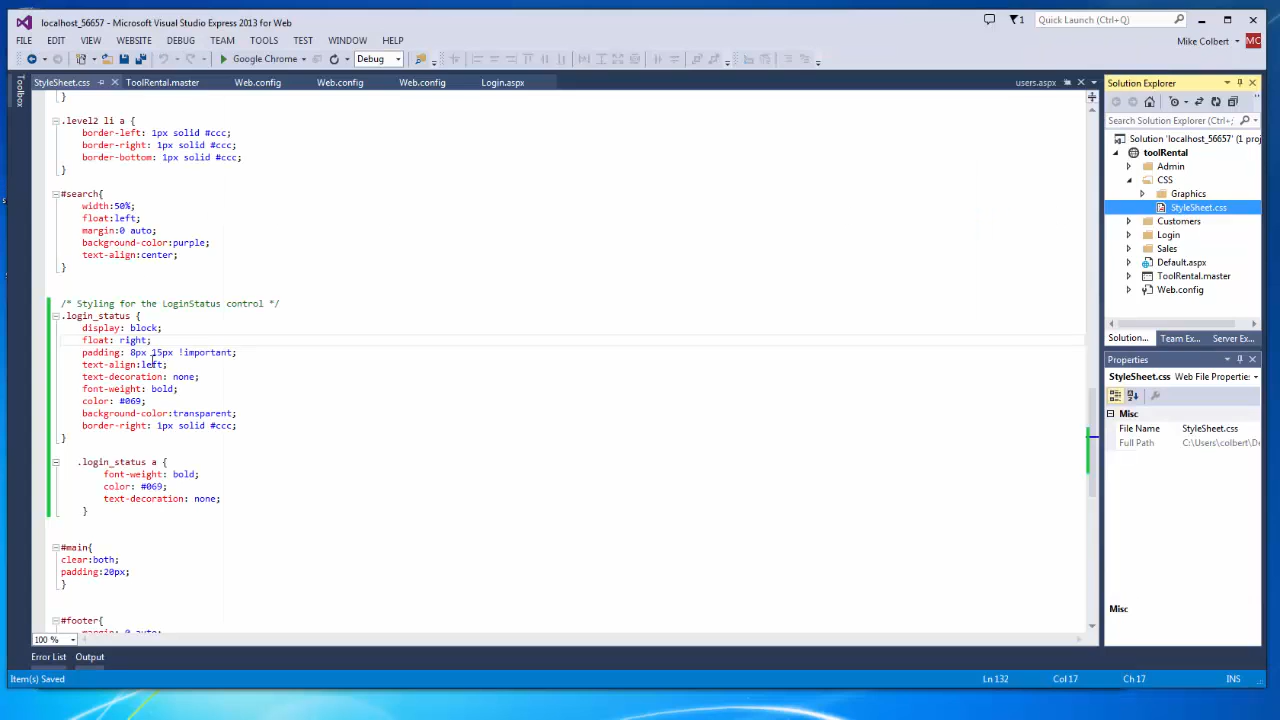 localhost_56657 - Microsoft Visual Studio Express 2013 for Web
1
Quick Launch (Ctrl+Q)
FILE EDIT VIEW WEBSITE DEBUG TEAM TOOLS TEST WINDOW HELP
Mike Colbert MC
Google Chrome Debug
StyleSheet.css ToolRental.master Web.config Web.config Web.config Login.aspx users.aspx
Toolbox
}
.level2 li a {
border-left: 1px solid #ccc;
border-right: 1px solid #ccc;
border-bottom: 1px solid #ccc;
}
#search{
width:50%;
float:left;
margin:0 auto;
background-color:purple;
text-align:center;
}
/* Styling for the LoginStatus control */
.login_status {
display: block;
float: right;
padding: 8px 15px !important;
text-align:left;
text-decoration: none;
font-weight: bold;
color: #069;
background-color:transparent;
border-right: 1px solid #ccc;
}
.login_status a {
font-weight: bold;
color: #069;
text-decoration: none;
}
#main{
clear:both;
padding:20px;
}
#footer{
margin: 0 auto;
100 %
Error List Output
Item(s) Saved
Ln 132 Col 17 Ch 17 INS
Solution Explorer
Search Solution Explorer (Ctrl+;
Solution 'localhost_56657' (1 proj
toolRental
Admin
CSS
Graphics
StyleSheet.css
Customers
Login
Sales
Default.aspx
ToolRental.master
Web.config
Solution... Team Ex... Server Ex...
Properties
StyleSheet.css Web File Properties
Misc
File Name StyleSheet.css
Full Path C:\Users\colbert\De
Misc